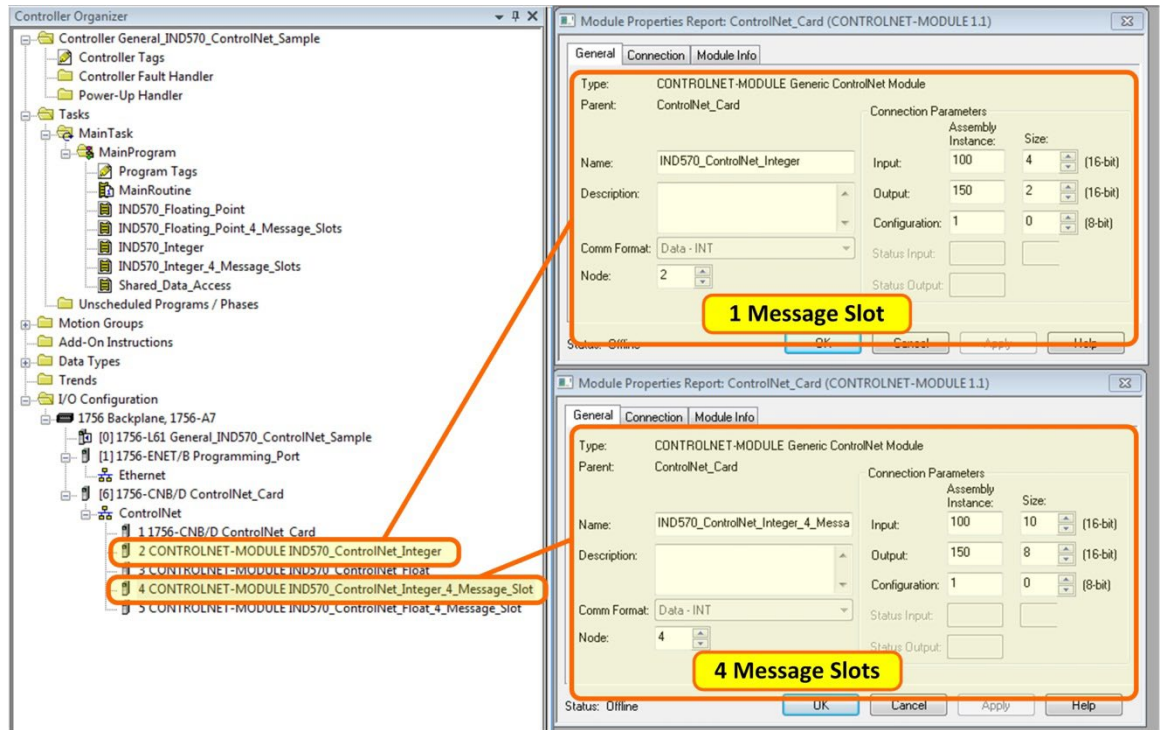 Controller Organizer
Controller General_IND570_ControlNet_Sample
Controller Tags
Controller Fault Handler
Power-Up Handler
Tasks
MainTask
MainProgram
Program Tags
MainRoutine
IND570_Floating_Point
IND570_Floating_Point_4_Message_Slots
IND570_Integer
IND570_Integer_4_Message_Slots
Shared_Data_Access
Unscheduled Programs / Phases
Motion Groups
Add-On Instructions
Data Types
Trends
I/O Configuration
1756 Backplane, 1756-A7
[0] 1756-L61 General_IND570_ControlNet_Sample
[1] 1756-ENET/B Programming_Port
Ethernet
[6] 1756-CNB/D ControlNet_Card
ControlNet
1 1756-CNB/D ControlNet_Card
2 CONTROLNET-MODULE IND570_ControlNet_Integer
3 CONTROLNET-MODULE IND570_ControlNet_Float
4 CONTROLNET-MODULE IND570_ControlNet_Integer_4_Message_Slot
5 CONTROLNET-MODULE IND570_ControlNet_Float_4_Message_Slot
Module Properties Report: ControlNet_Card (CONTROLNET-MODULE 1.1)
General Connection Module Info
Type: CONTROLNET-MODULE Generic ControlNet Module
Parent: ControlNet_Card
Connection Parameters
Assembly Instance: Size:
Name: IND570_ControlNet_Integer Input: 100 4 (16-bit)
Description: Output: 150 2 (16-bit)
Configuration: 1 0 (8-bit)
Comm Format: Data - INT Status Input:
Node: 2 Status Output:
1 Message Slot
Status: Offline OK Cancel Apply Help
Module Properties Report: ControlNet_Card (CONTROLNET-MODULE 1.1)
General Connection Module Info
Type: CONTROLNET-MODULE Generic ControlNet Module
Parent: ControlNet_Card
Connection Parameters
Assembly Instance: Size:
Name: IND570_ControlNet_Integer_4_Messa Input: 100 10 (16-bit)
Description: Output: 150 8 (16-bit)
Configuration: 1 0 (8-bit)
Comm Format: Data - INT Status Input:
Node: 4 Status Output:
4 Message Slots
Status: Offline OK Cancel Apply Help